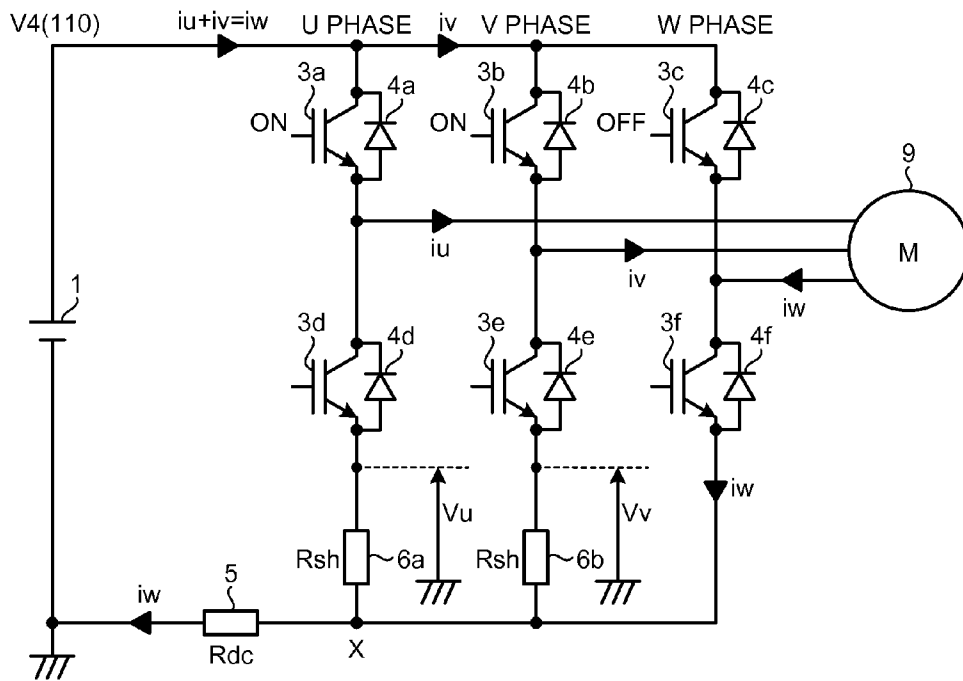 V4(110)
iu+iv=iw
U PHASE
iv
V PHASE
W PHASE
3a
4a
3b
4b
3c
4c
ON
ON
OFF
9
M
iu
iv
iw
1
3d
4d
3e
4e
3f
4f
Vu
Vv
iw
Rsh
6a
Rsh
6b
iw
5
Rdc
X